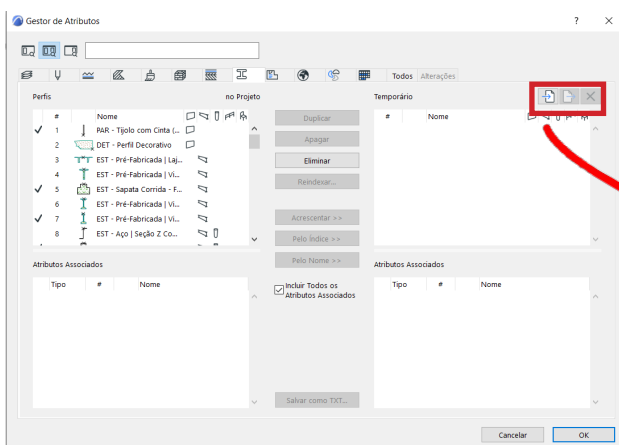 Gestor de Atributos ?
Todos Alterações
Perfis no Projeto
# Nome
1 PAR - Tijolo com Cinta (...
2 DET - Perfil Decorativo
3 EST - Pré-Fabricada | Laj...
4 EST - Pré-Fabricada | Vi...
5 EST - Sapata Corrida - F...
6 EST - Pré-Fabricada | Vi...
7 EST - Pré-Fabricada | Vi...
8 EST - Aço | Seção Z Co...
Atributos Associados
Tipo # Nome
Duplicar
Apagar
Eliminar
Reindexar...
Acrescentar >>
Pelo Índice >>
Pelo Nome >>
Incluir Todos os
Atributos Associados
Salvar como TXT...
Temporário
# Nome
Atributos Associados
Tipo # Nome
Cancelar OK